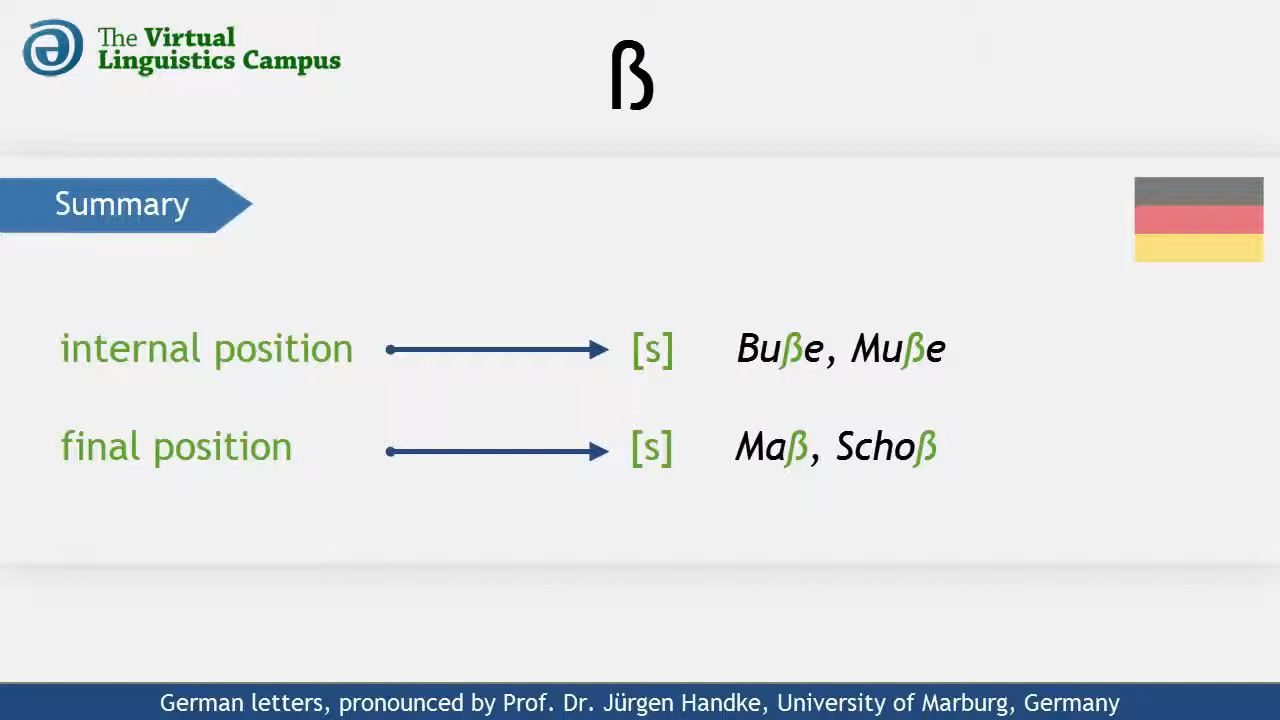 The Virtual
Linguistics Campus
ß
Summary
internal position [s] Buße, Muße
final position [s] Maß, Schoß
German letters, pronounced by Prof. Dr. Jürgen Handke, University of Marburg, Germany